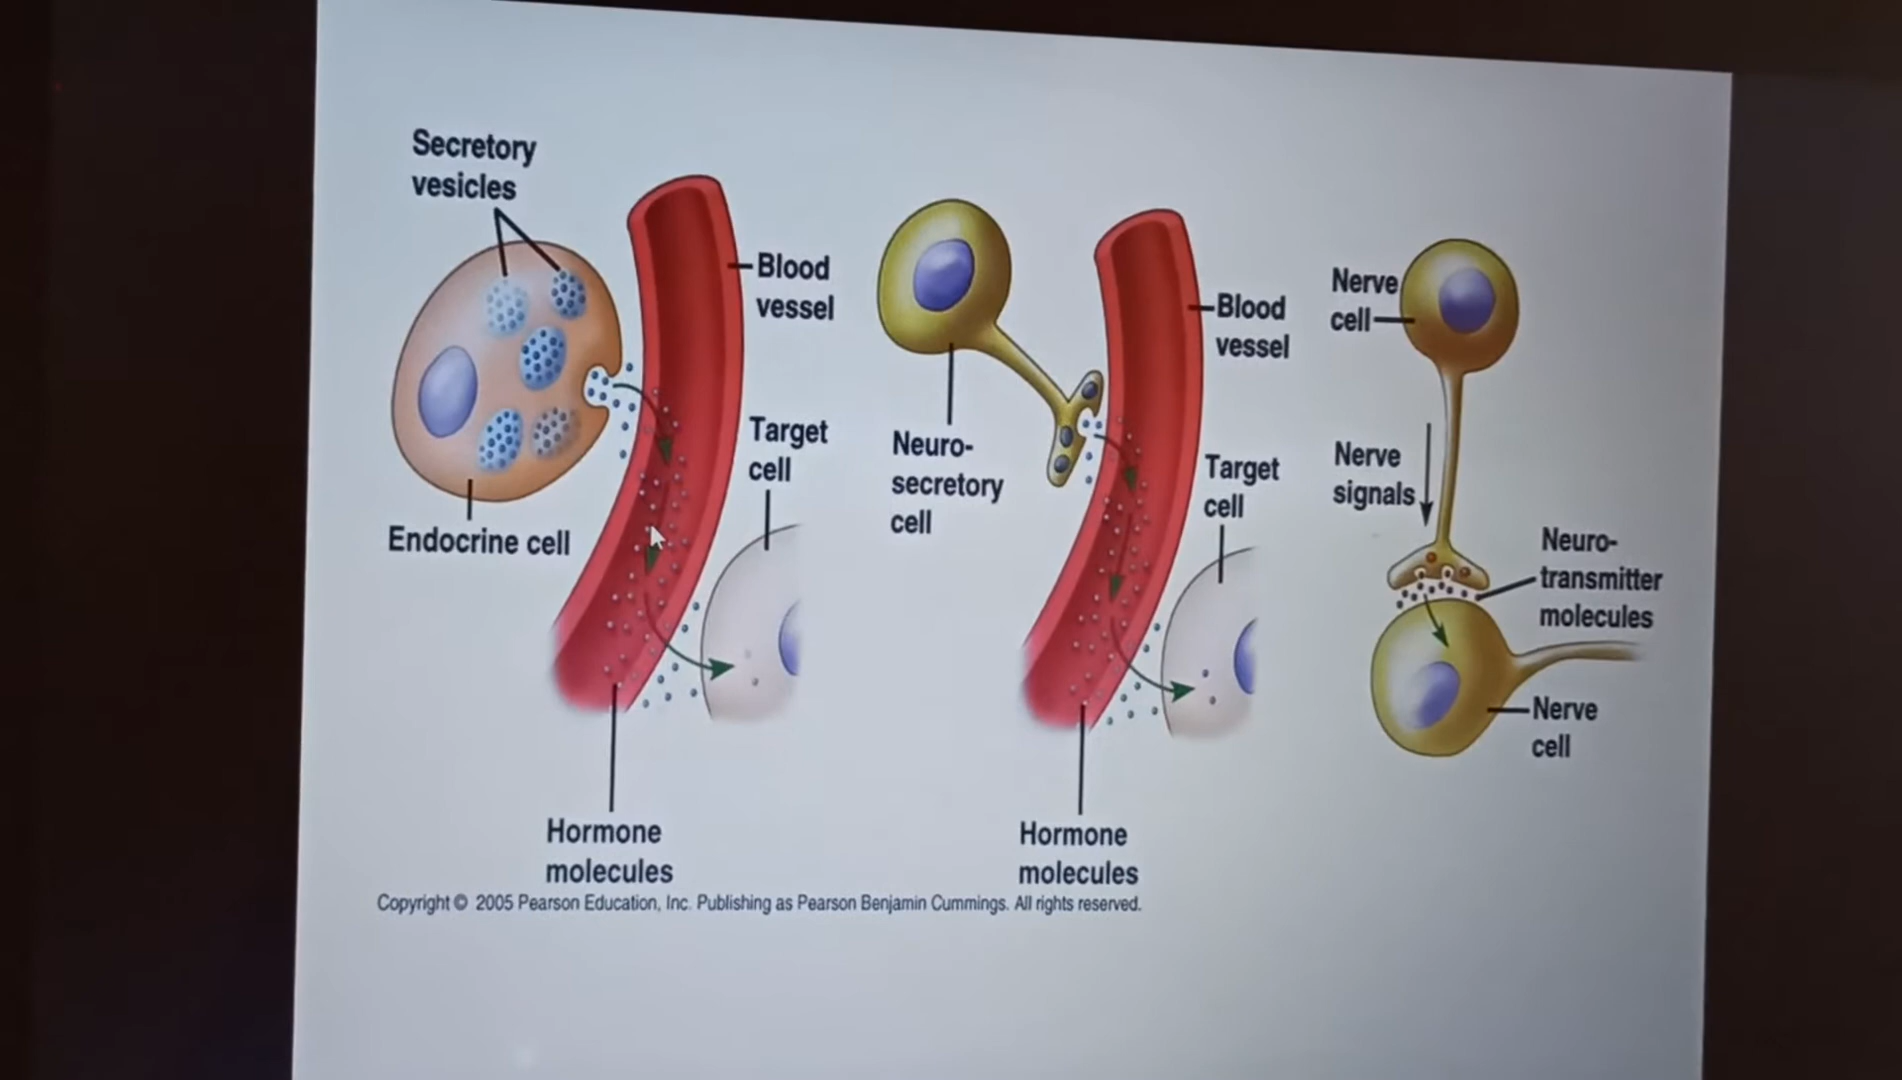 Secretory
vesicles
Blood
vessel
Target
cell
Endocrine cell
Hormone
molecules
Neuro-
secretory
cell
Blood
vessel
Target
cell
Hormone
molecules
Nerve
cell
Nerve
signals
Neuro-
transmitter
molecules
Nerve
cell
Copyright © 2005 Pearson Education, Inc. Publishing as Pearson Benjamin Cummings. All rights reserved.